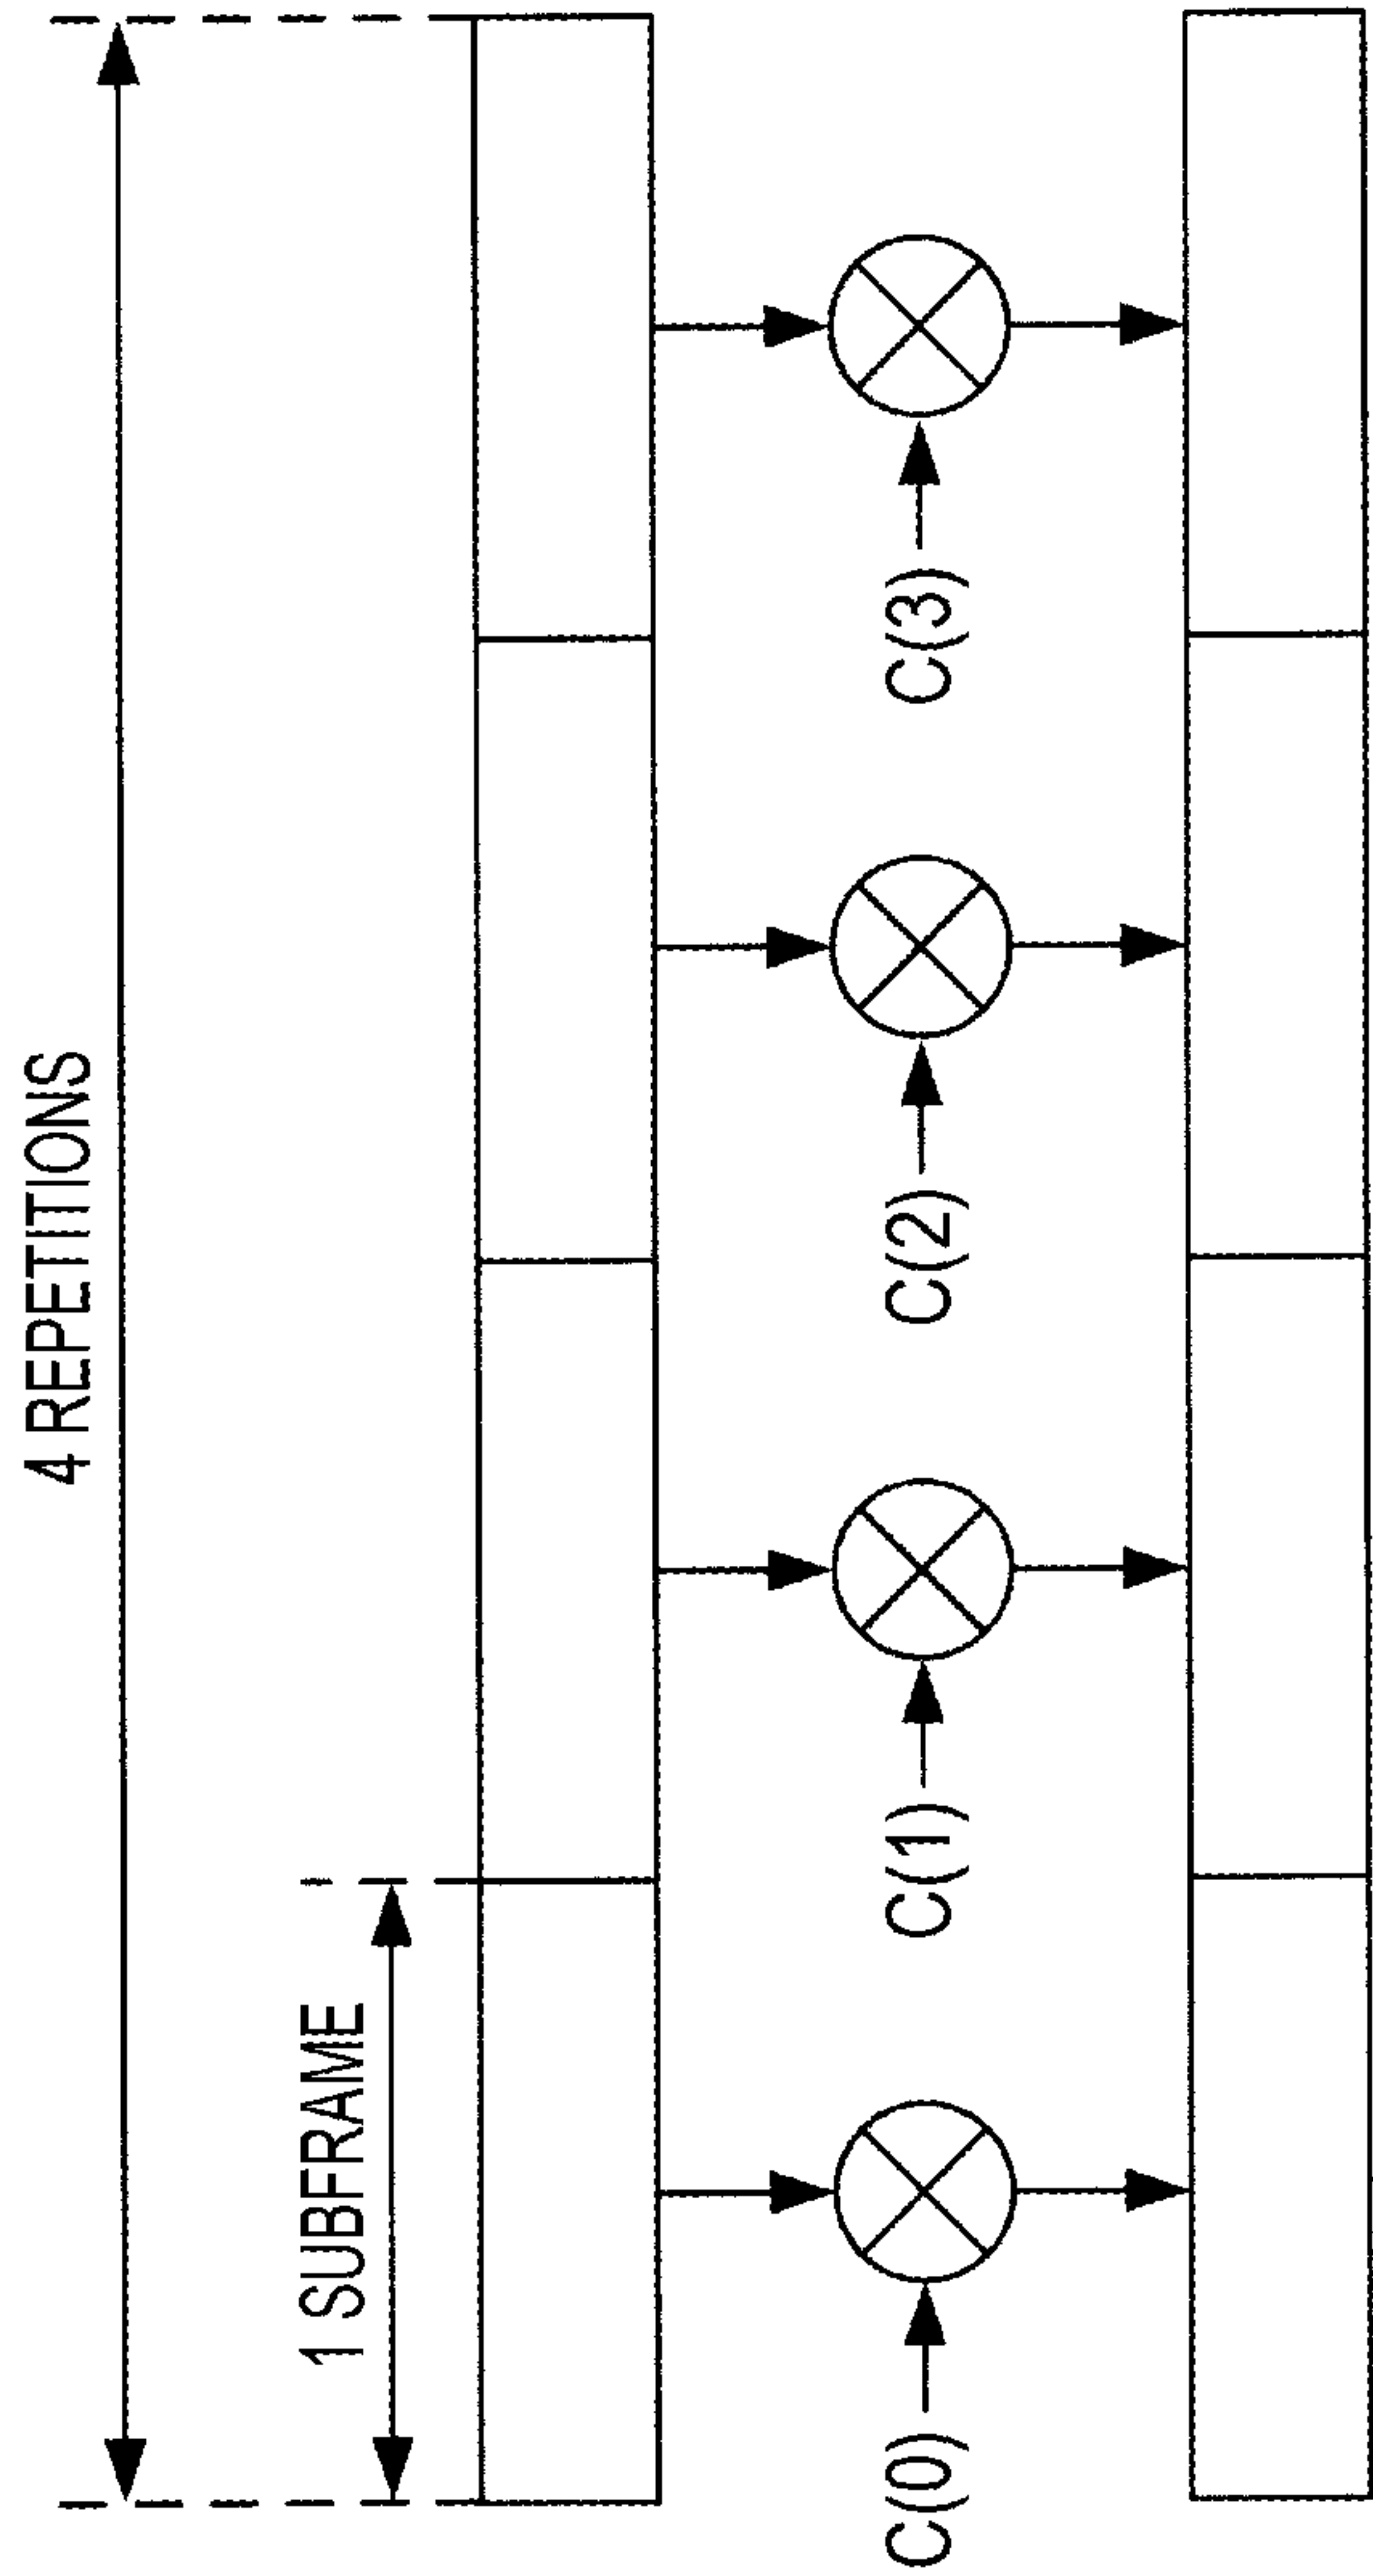 4 REPETITIONS
1 SUBFRAME
C(0)
C(1)
C(2)
C(3)